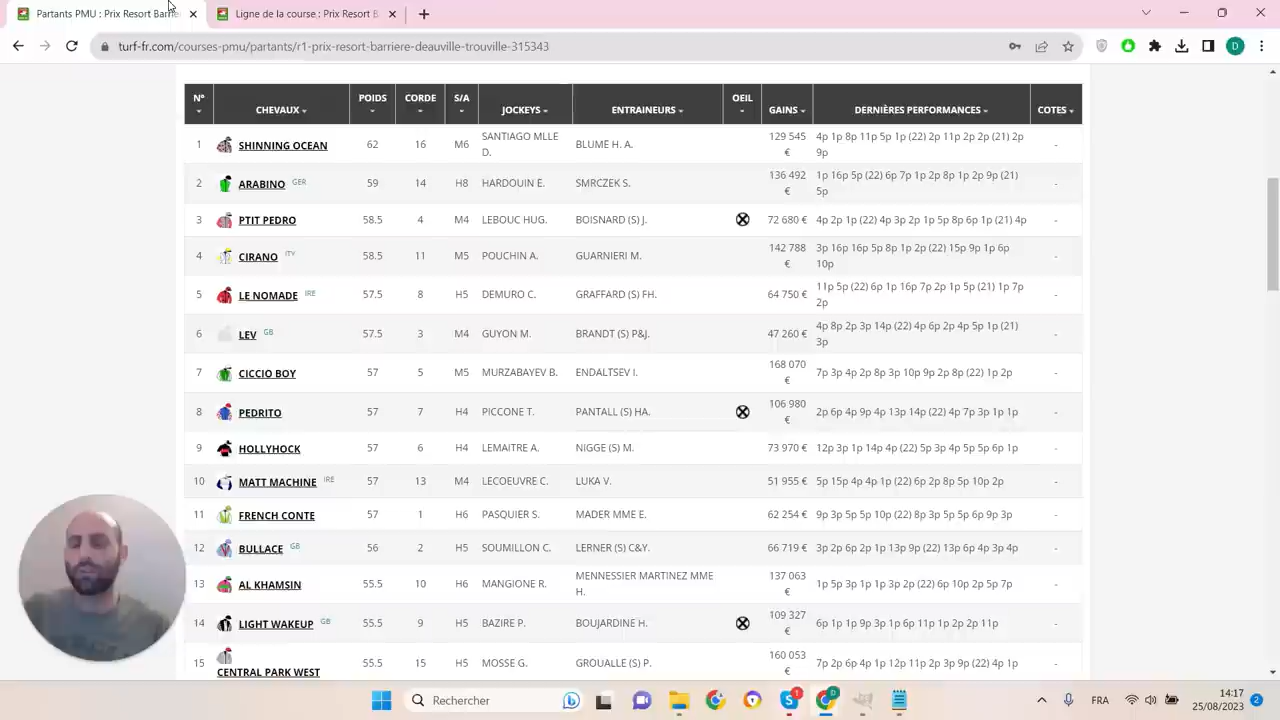 Partants PMU : Prix Resort Barriè
Ligne de la course : Prix Resort B
turf-fr.com/courses-pmu/partants/r1-prix-resort-barriere-deauville-trouville-315343
N° CHEVAUX POIDS CORDE S/A JOCKEYS ENTRAINEURS OEIL GAINS DERNIÈRES PERFORMANCES COTES
1 SHINNING OCEAN 62 16 M6 SANTIAGO MLLE D. BLUME H. A. 129 545 € 4p 1p 8p 11p 5p 1p (22) 2p 11p 2p 2p (21) 2p 9p -
2 ARABINO GER 59 14 H8 HARDOUIN E. SMRCZEK S. 136 492 € 1p 16p 5p (22) 6p 7p 1p 2p 8p 1p 2p 9p (21) 5p -
3 PTIT PEDRO 58.5 4 M4 LEBOUC HUG. BOISNARD (S) J. 72 680 € 4p 2p 1p (22) 4p 3p 2p 1p 5p 8p 6p 1p (21) 4p -
4 CIRANO ITY 58.5 11 M5 POUCHIN A. GUARNIERI M. 142 788 € 3p 16p 16p 5p 8p 1p 2p (22) 15p 9p 1p 6p 10p -
5 LE NOMADE IRE 57.5 8 H5 DEMURO C. GRAFFARD (S) FH. 64 750 € 11p 5p (22) 6p 1p 16p 7p 2p 1p 5p (21) 1p 7p 2p -
6 LEV GB 57.5 3 M4 GUYON M. BRANDT (S) P&J. 47 260 € 4p 8p 2p 3p 14p (22) 4p 6p 2p 4p 5p 1p (21) 3p -
7 CICCIO BOY 57 5 M5 MURZABAYEV B. ENDALTSEV I. 168 070 € 7p 3p 4p 2p 8p 3p 10p 9p 2p 8p (22) 1p 2p -
8 PEDRITO 57 7 H4 PICCONE T. PANTALL (S) HA. 106 980 € 2p 6p 4p 9p 4p 13p 14p (22) 4p 7p 3p 1p 1p -
9 HOLLYHOCK 57 6 H4 LEMAITRE A. NIGGE (S) M. 73 970 € 12p 3p 1p 14p 4p (22) 5p 3p 4p 5p 5p 6p 1p -
10 MATT MACHINE IRE 57 13 M4 LECOEUVRE C. LUKA V. 51 955 € 5p 15p 4p 4p 1p (22) 6p 2p 8p 5p 10p 2p -
11 FRENCH CONTE 57 1 H6 PASQUIER S. MADER MME E. 62 254 € 9p 3p 5p 5p 10p (22) 8p 3p 5p 5p 6p 9p 3p -
12 BULLACE GB 56 2 H5 SOUMILLON C. LERNER (S) C&Y. 66 719 € 3p 2p 6p 2p 1p 13p 9p (22) 13p 6p 4p 3p 4p -
13 AL KHAMSIN 55.5 10 H6 MANGIONE R. MENNESSIER MARTINEZ MME H. 137 063 € 1p 5p 3p 1p 1p 3p 2p (22) 6p 10p 2p 5p 7p -
14 LIGHT WAKEUP GB 55.5 9 H5 BAZIRE P. BOUJARDINE H. 109 327 € 6p 1p 1p 9p 3p 1p 6p 11p 1p 2p 2p 11p -
15 CENTRAL PARK WEST 55.5 15 H5 MOSSE G. GROUALLE (S) P. 160 053 € 7p 2p 6p 4p 1p 12p 11p 2p 3p 9p (22) 4p 1p -
Rechercher
FRA
14:17
25/08/2023